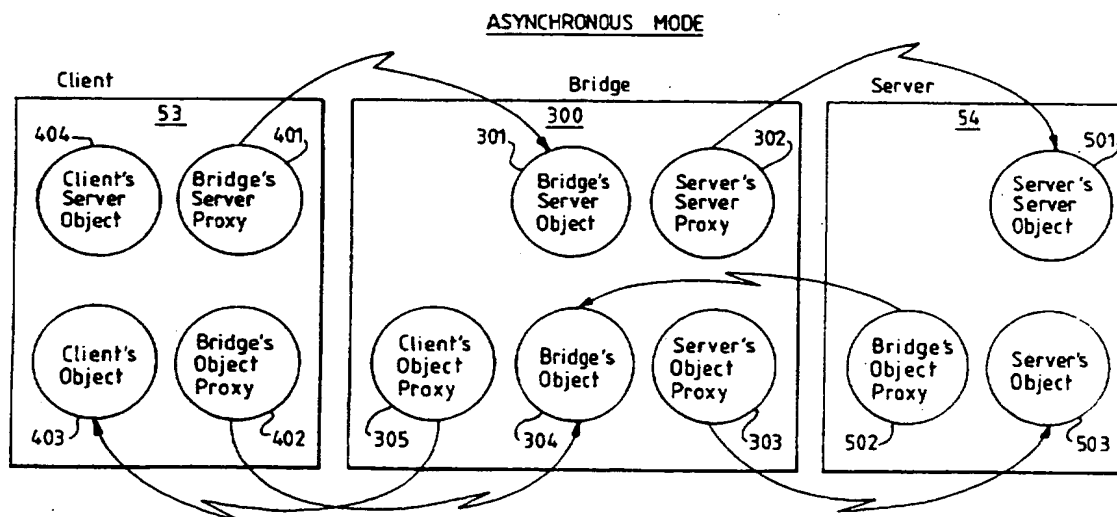 ASYNCHRONOUS MODE
Client
Bridge
Server
53
300
54
404
401
301
302
501
Client's
Server
Object
Bridge's
Server
Proxy
Bridge's
Server
Object
Server's
Server
Proxy
Server's
Server
Object
Client's
Object
Bridge's
Object
Proxy
Client's
Object
Proxy
Bridge's
Object
Server's
Object
Proxy
Bridge's
Object
Proxy
Server's
Object
403
402
305
304
303
502
503